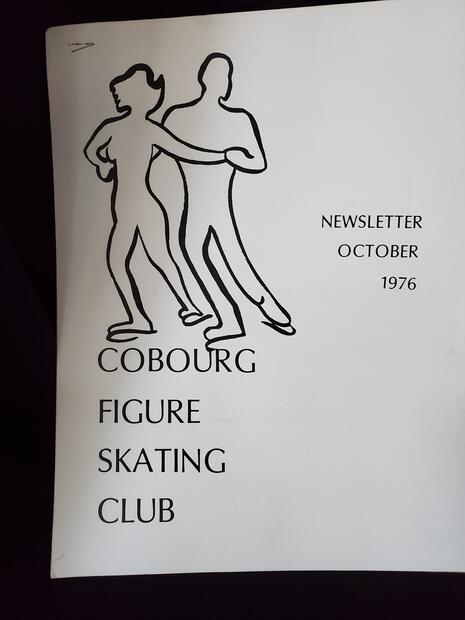 NEWSLETTER
OCTOBER
1976
COBOURG
FIGURE
SKATING
CLUB